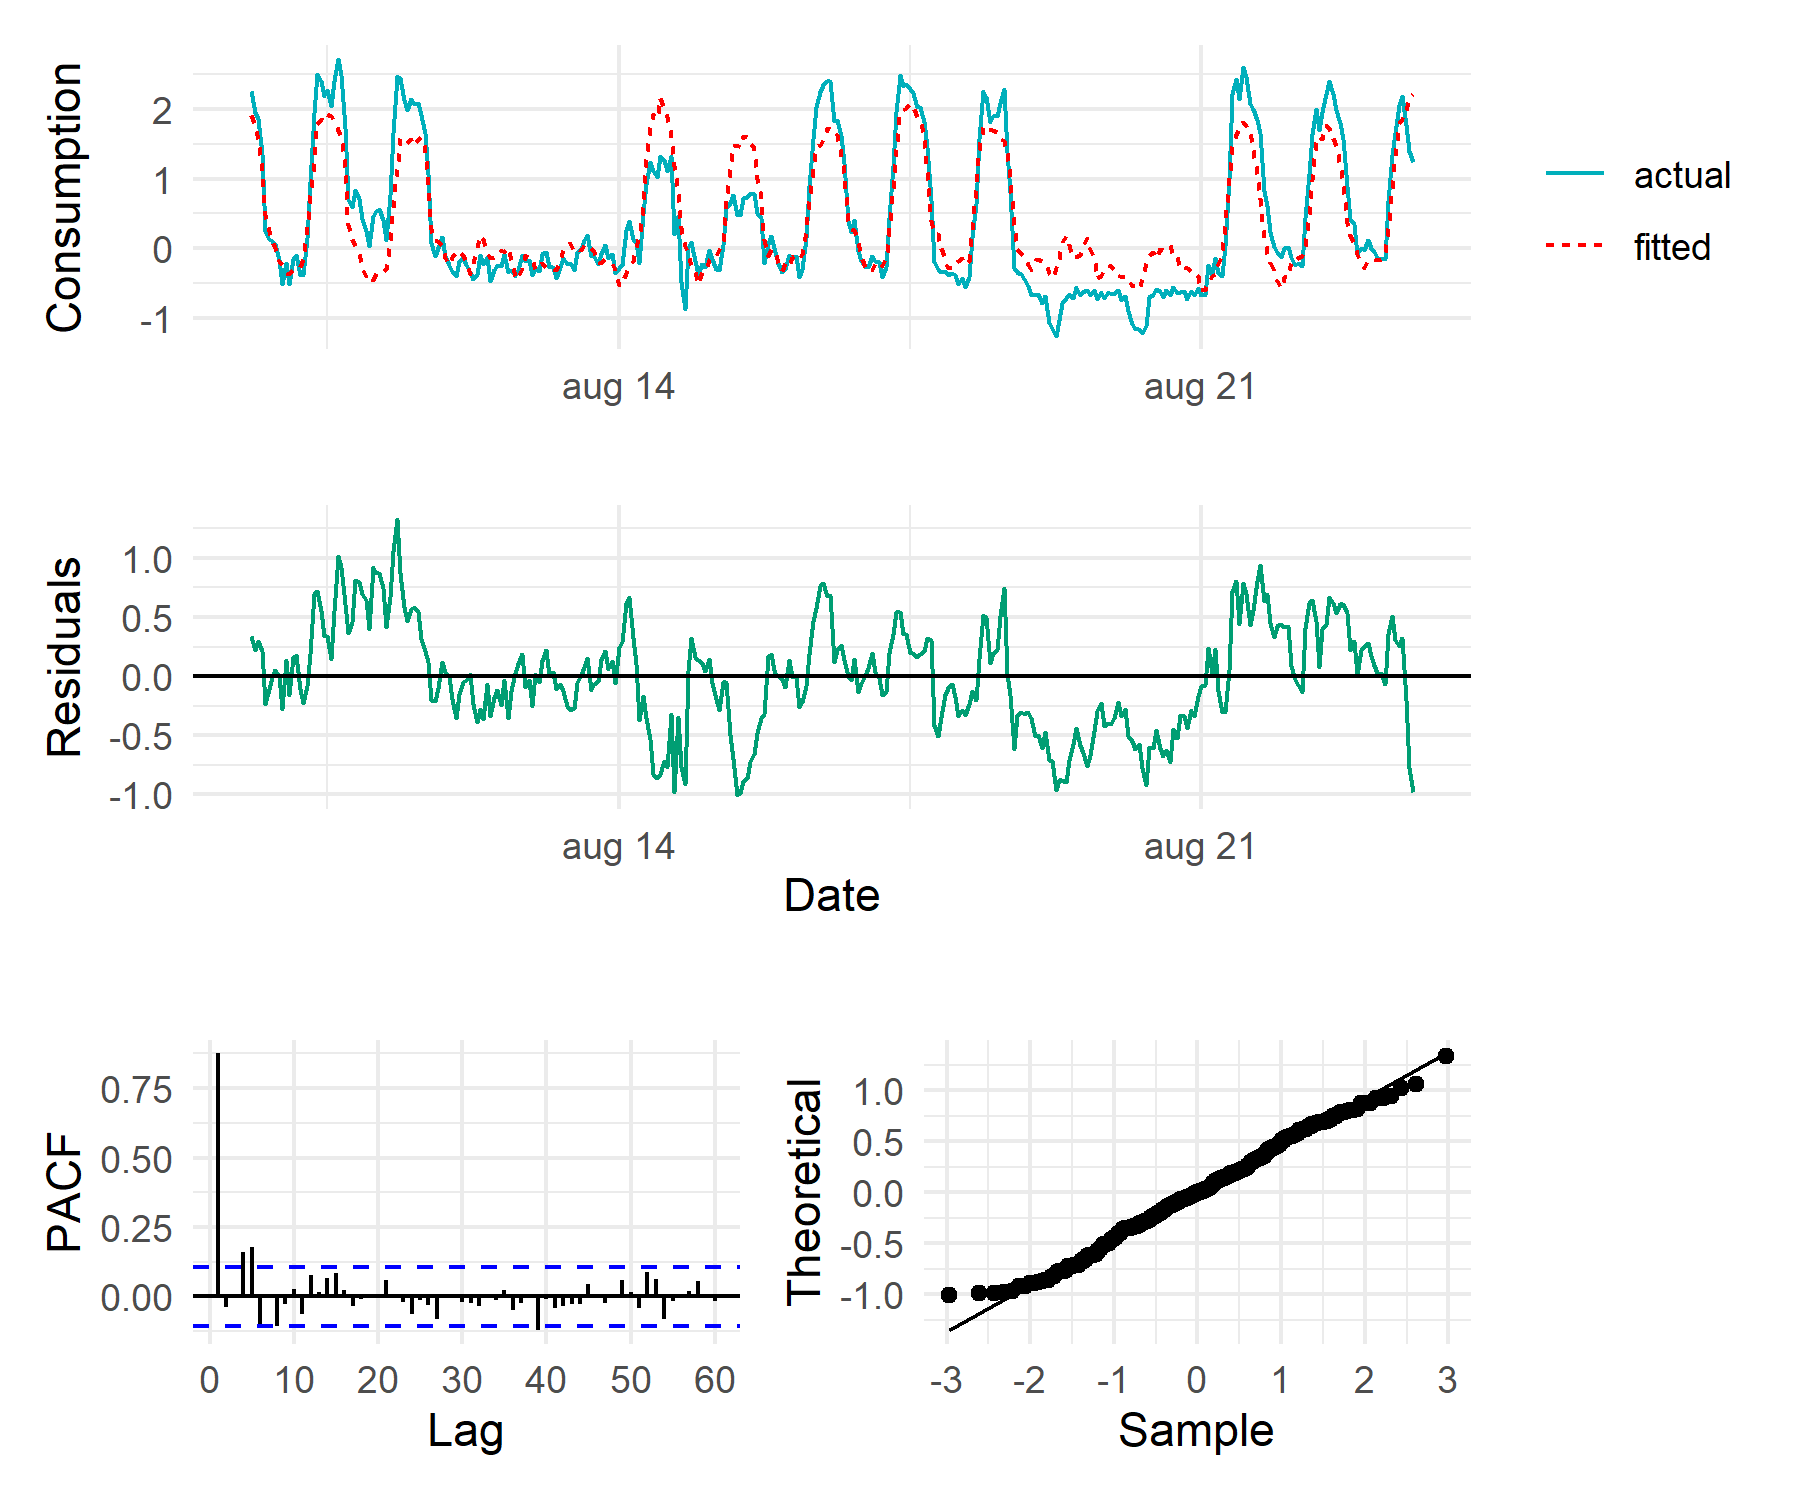 Consumption
2
1
0
-1
aug 14
aug 21
actual
fitted
Residuals
1.0
0.5
0.0
-0.5
-1.0
aug 14
aug 21
Date
PACF
0.75
0.50
0.25
0.00
0 10 20 30 40 50 60
Lag
Theoretical
1.0
0.5
0.0
-0.5
-1.0
-3 -2 -1 0 1 2 3
Sample